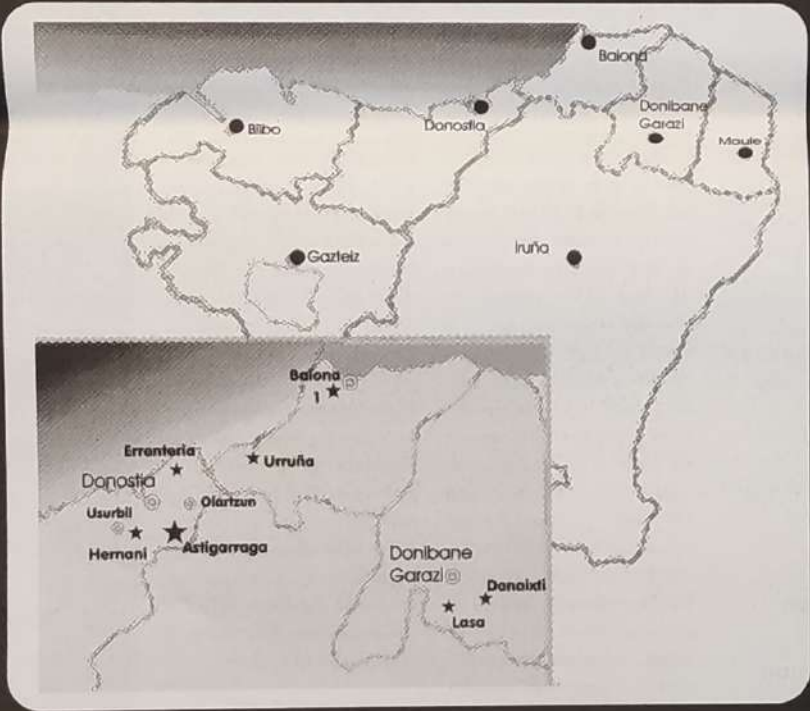 Baiona
Bilbo
Donostia
Donibane
Garazi
Maule
Gazteiz
Iruña
Baiona
1
Errenteria
Urruña
Donostia
Olartzun
Usurbil
Hernani
Astigarraga
Donibane
Garazi
Danaixti
Lasa